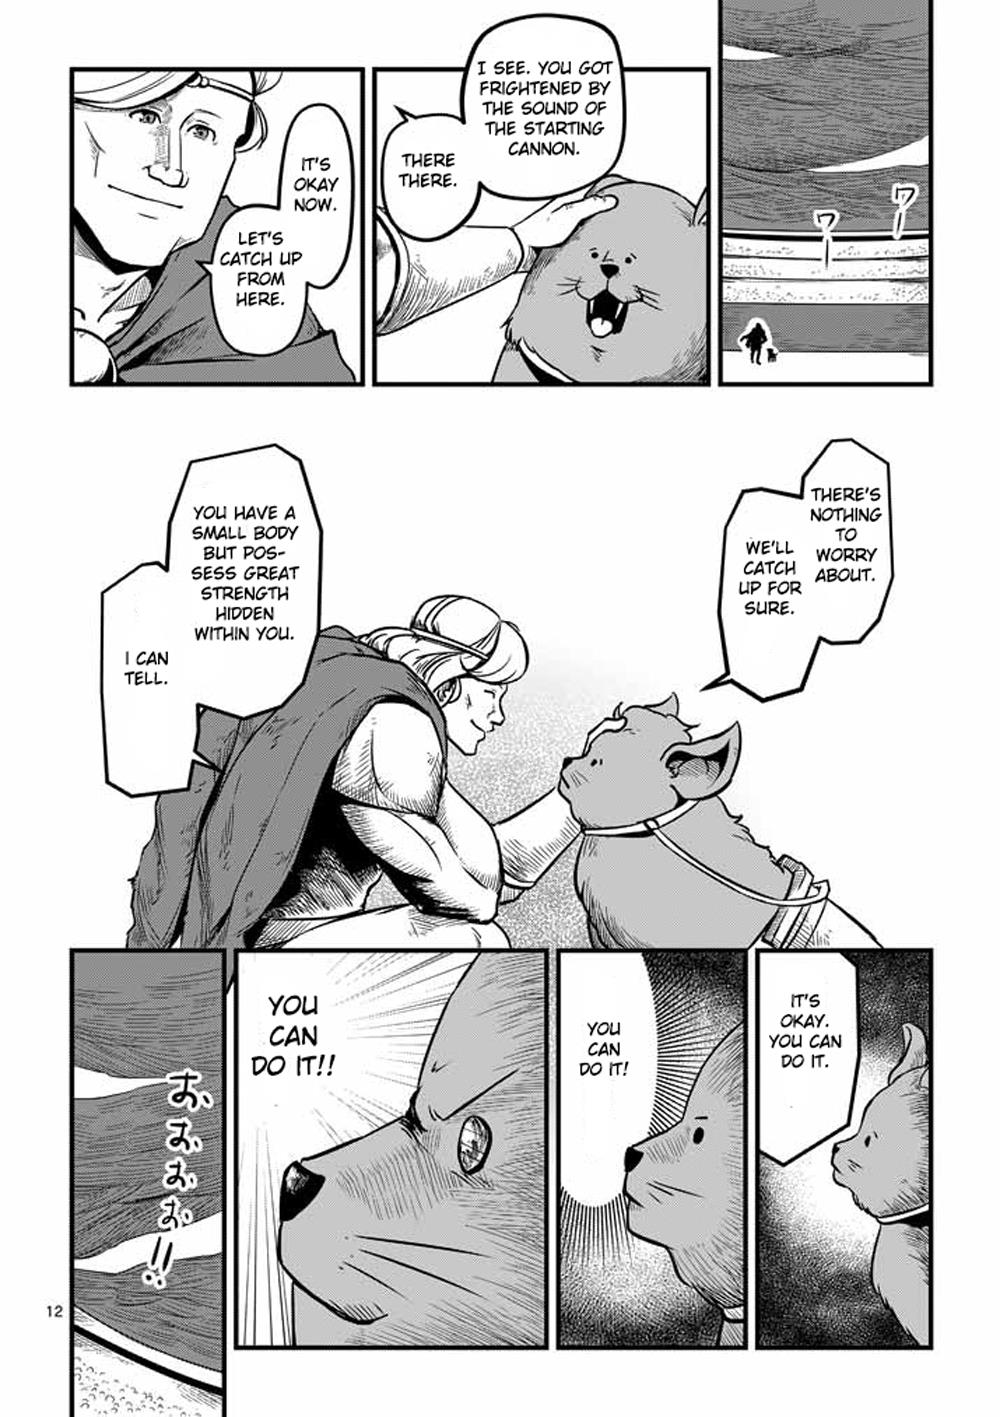 ワー
ワー
I SEE. YOU GOT
FRIGHTENED BY
THE SOUND OF
THE STARTING
CANNON.
THERE
THERE.
IT'S
OKAY
NOW.
LET'S
CATCH UP
FROM
HERE.
THERE'S
NOTHING
TO
WORRY
ABOUT.
WE'LL
CATCH
UP FOR
SURE.
YOU HAVE A
SMALL BODY
BUT POS-
SESS GREAT
STRENGTH
HIDDEN
WITHIN YOU.
I CAN
TELL.
IT'S
OKAY.
YOU CAN
DO IT.
YOU
CAN
DO IT!
YOU
CAN
DO IT!!
おおおお!!
12